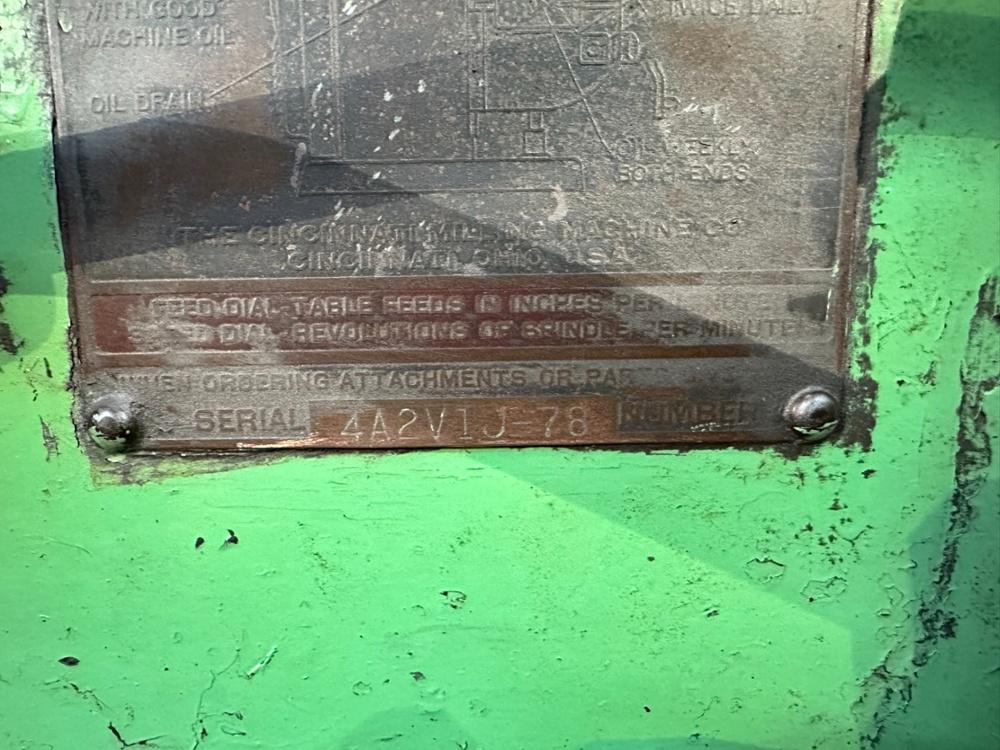 WITH GOOD
MACHINE OIL
TWICE DAILY
OIL DRAIN
OIL WEEKLY
BOTH ENDS
THE CINCINNATI MILLING MACHINE CO
CINCINNATI, OHIO, U.S.A.
FEED DIAL-TABLE FEEDS IN INCHES PER
DIAL-REVOLUTIONS OF SPINDLE PER MINUTE
WHEN ORDERING ATTACHMENTS OR
SERIAL 4A2V1J-78 NUMBER